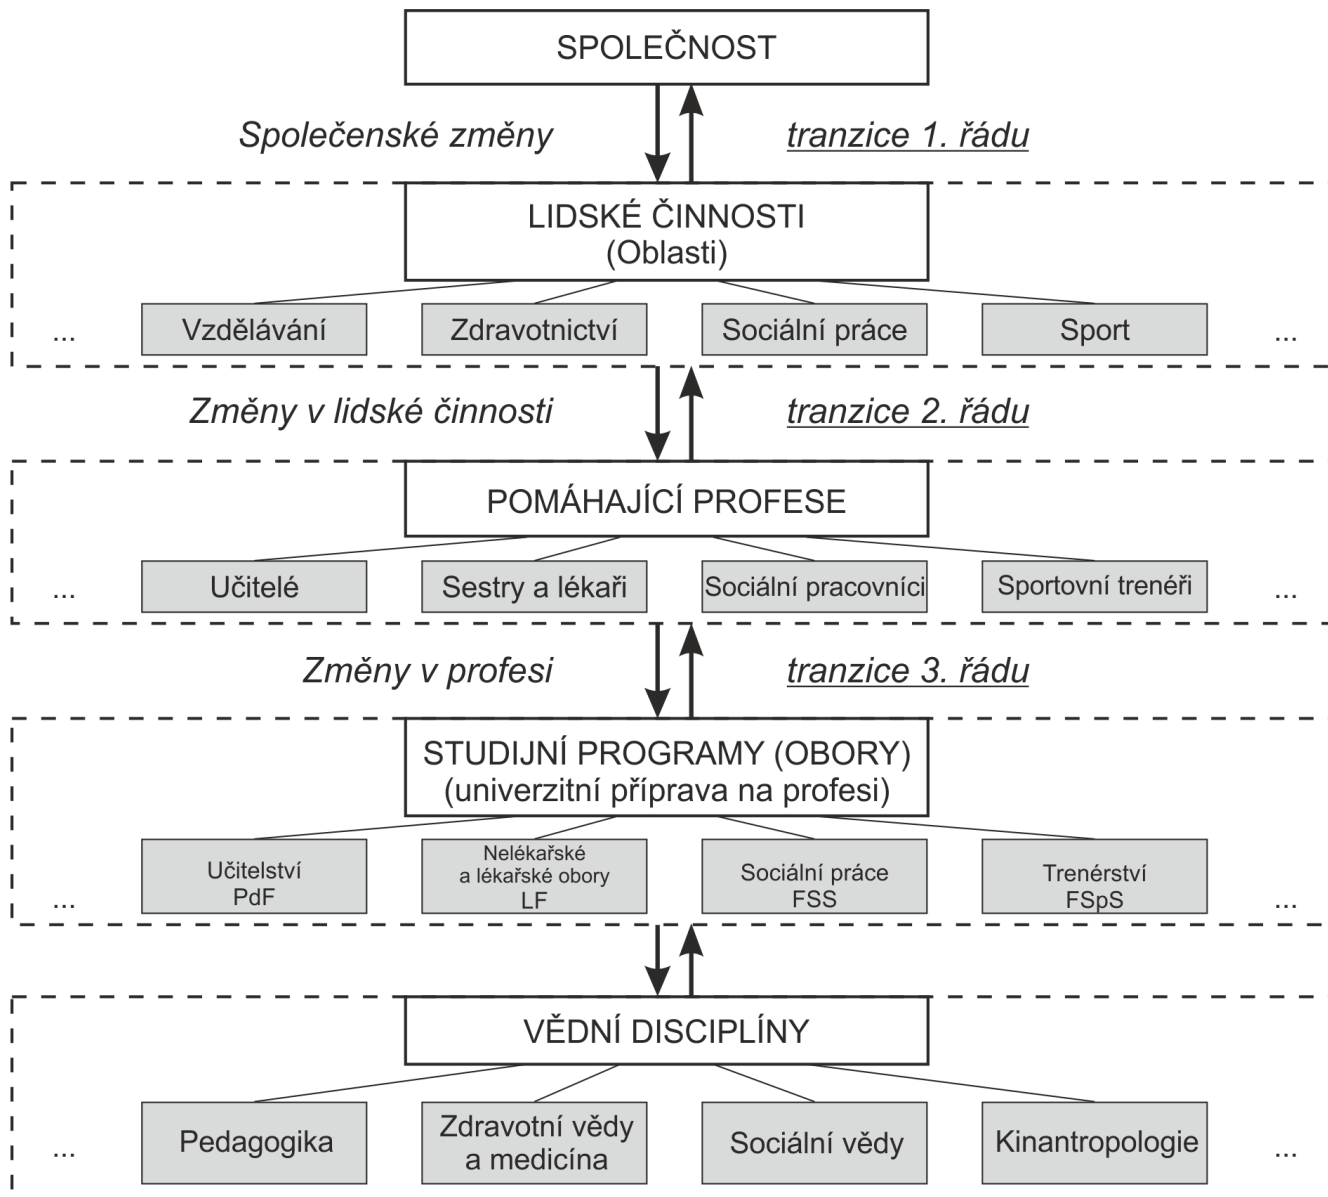 SPOLEČNOST
Společenské změny
tranzice 1. řádu
LIDSKÉ ČINNOSTI
(Oblasti)
... Vzdělávání Zdravotnictví Sociální práce Sport ...
Změny v lidské činnosti
tranzice 2. řádu
POMÁHAJÍCÍ PROFESE
... Učitelé Sestry a lékaři Sociální pracovníci Sportovní trenéři ...
Změny v profesi
tranzice 3. řádu
STUDIJNÍ PROGRAMY (OBORY)
(univerzitní příprava na profesi)
...
Učitelství
PdF
Nelékařské
a lékařské obory
LF
Sociální práce
FSS
Trenérství
FSpS
...
VĚDNÍ DISCIPLÍNY
...
Pedagogika
Zdravotní vědy
a medicína
Sociální vědy
Kinantropologie
...